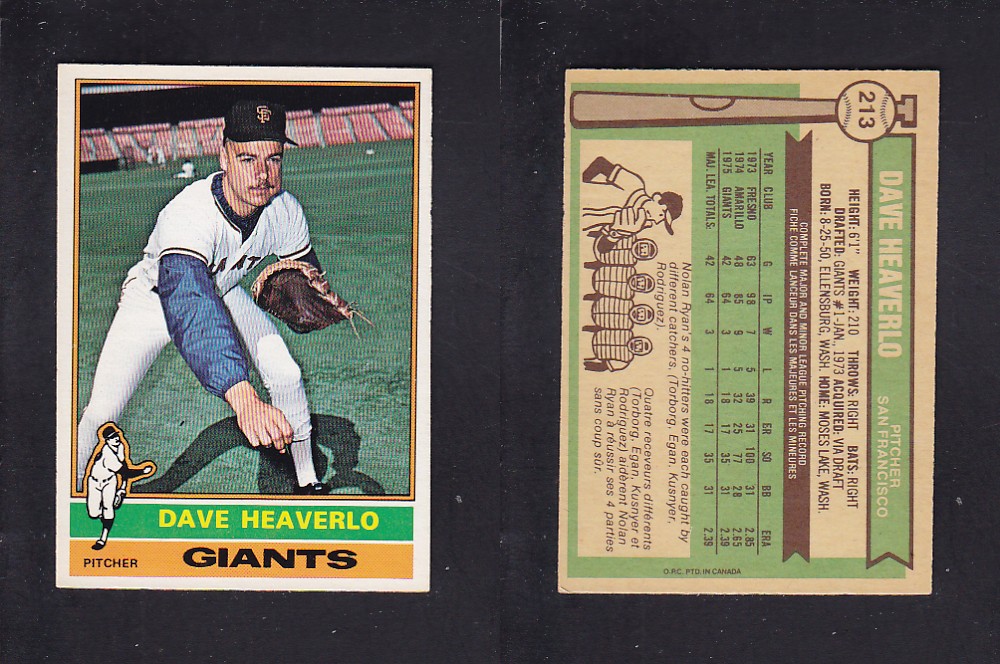 SF
DAVE HEAVERLO
PITCHER
GIANTS
213
DAVE HEAVERLO
PITCHER
SAN FRANCISCO
HEIGHT: 6'1" WEIGHT: 210 THROWS: RIGHT BATS: RIGHT
DRAFTED: GIANTS #1-JAN., 1973 ACQUIRED: VIA DRAFT
BORN: 8-25-50, ELLENSBURG, WASH. HOME: MOSES LAKE, WASH.
COMPLETE MAJOR AND MINOR LEAGUE PITCHING RECORD
FICHE COMME LANCEUR DANS LES MAJEURES ET LES MINEURES
YEAR CLUB G IP W L R ER SO BB ERA
1973 FRESNO 63 98 7 5 39 31 100 31 2.85
1974 AMARILLO 48 85 9 5 32 25 77 28 2.65
1975 GIANTS 42 64 3 1 18 17 35 31 2.39
MAJ. LEA. TOTALS: 42 64 3 1 18 17 35 31 2.39
Nolan Ryan's 4 no-hitters were each caught by
different catchers. (Torborg, Egan, Kusnyer,
Rodriguez).
Quatre receveurs différents
(Torborg, Egan, Kusnyer et
Rodriguez) aidèrent Nolan
Ryan à réussir ses 4 parties
sans coup sûr.
O.P.C. PTD. IN CANADA